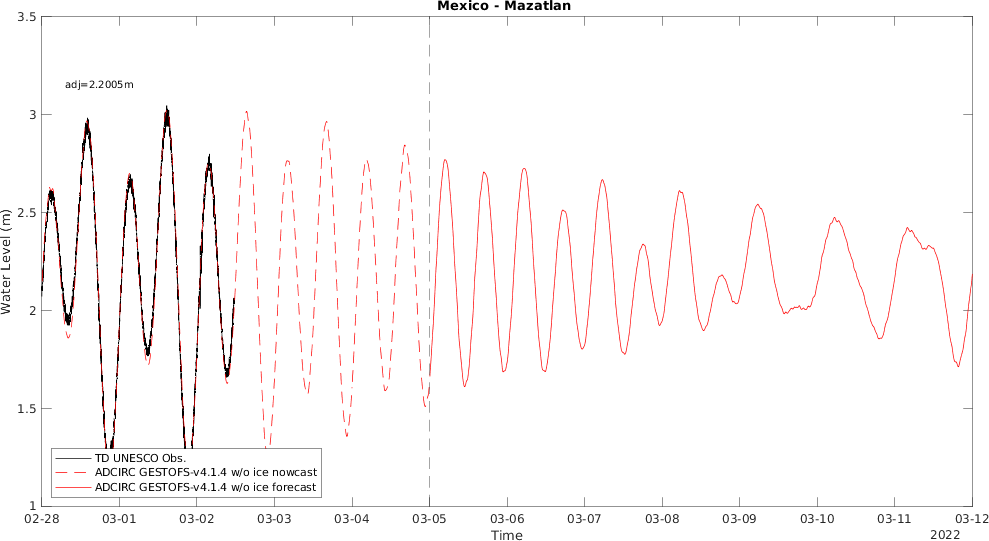 Mexico - Mazatlan
3.5
adj=2.2005m
3
2.5
Water Level (m)
2
1.5
TD UNESCO Obs.
ADCIRC GESTOFS-v4.1.4 w/o ice nowcast
ADCIRC GESTOFS-v4.1.4 w/o ice forecast
1
02-28 03-01 03-02 03-03 03-04 03-05 03-06 03-07 03-08 03-09 03-10 03-11 03-12
Time
2022